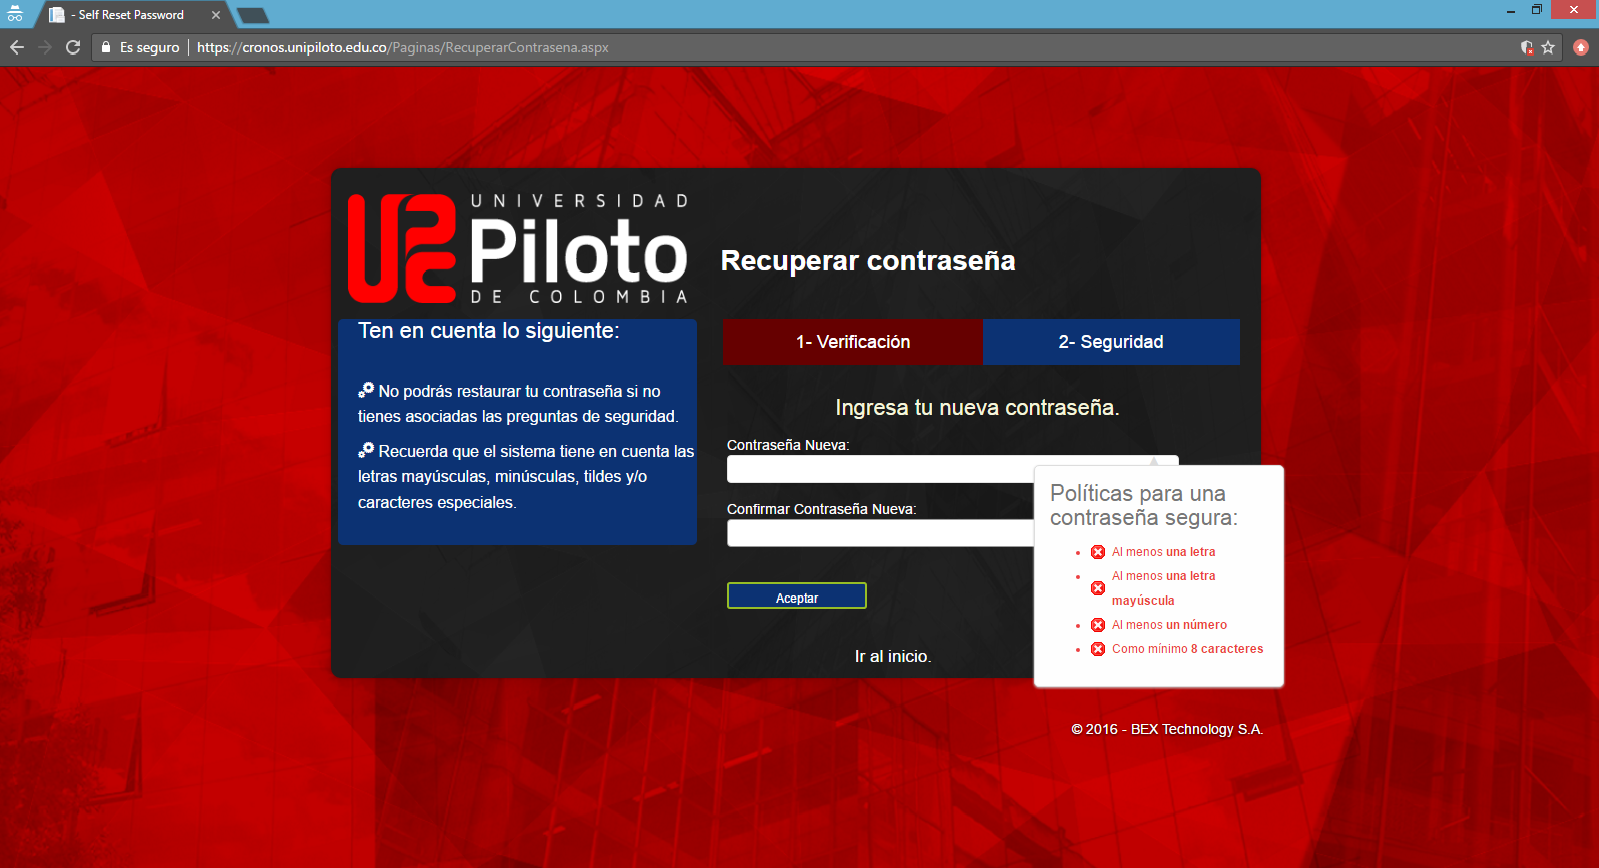 - Self Reset Password
Es seguro
https://cronos.unipiloto.edu.co/Paginas/RecuperarContrasena.aspx
UNIVERSIDAD
Piloto
DE COLOMBIA
Recuperar contraseña
Ten en cuenta lo siguiente:
No podrás restaurar tu contraseña si no
tienes asociadas las preguntas de seguridad.
Recuerda que el sistema tiene en cuenta las
letras mayúsculas, minúsculas, tildes y/o
caracteres especiales.
1- Verificación
2- Seguridad
Ingresa tu nueva contraseña.
Contraseña Nueva:
Confirmar Contraseña Nueva:
Aceptar
Ir al inicio.
Políticas para una
contraseña segura:
Al menos una letra
Al menos una letra
mayúscula
Al menos un número
Como mínimo 8 caracteres
© 2016 - BEX Technology S.A.